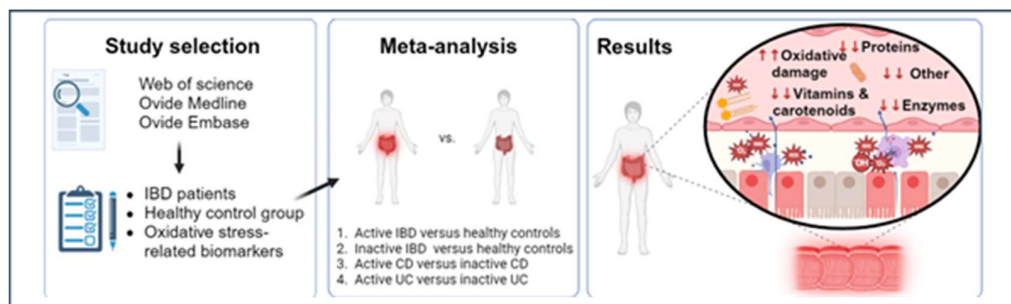 Study selection
Web of science
Ovide Medline
Ovide Embase
• IBD patients
• Healthy control group
• Oxidative stress-
related biomarkers
Meta-analysis
vs.
1. Active IBD versus healthy controls
2. Inactive IBD versus healthy controls
3. Active CD versus inactive CD
4. Active UC versus inactive UC
Results
↑↑Oxidative
damage
↓↓Proteins
↓↓ Other
↓↓Vitamins &
carotenoids
↓↓Enzymes
OH